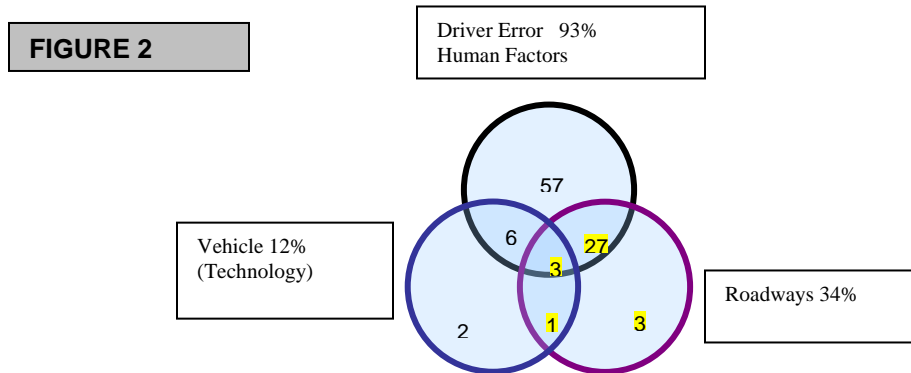 FIGURE 2
Driver Error 93%
Human Factors
57
6
27
3
Vehicle 12%
(Technology)
Roadways 34%
2
1
3